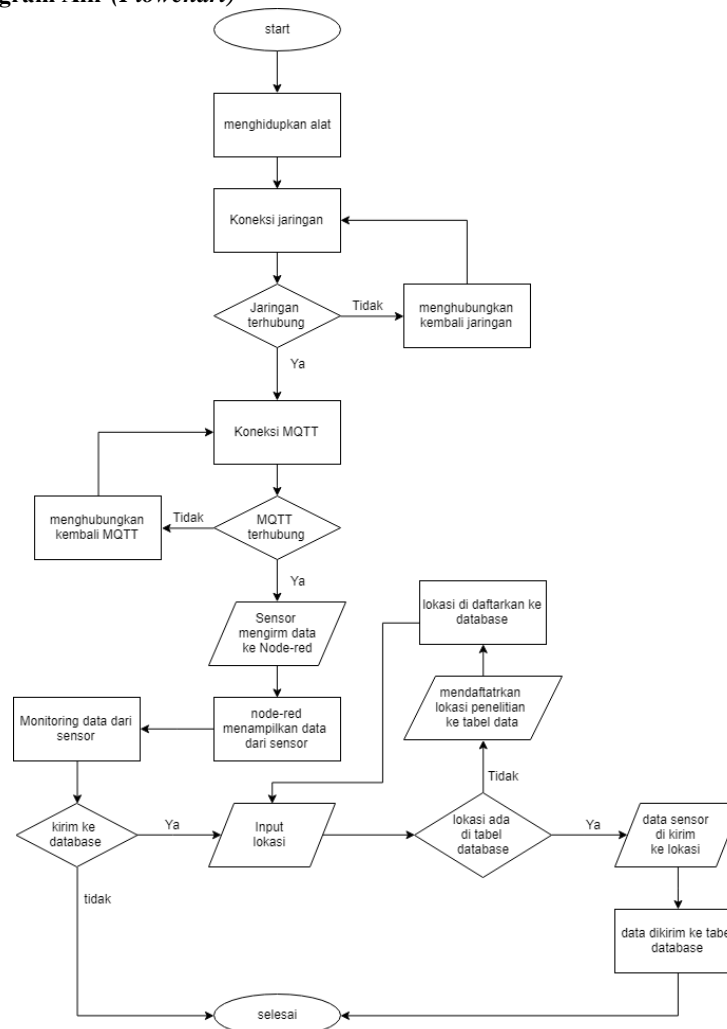 (Flowchart)
start
menghidupkan alat
Koneksi jaringan
Jaringan
terhubung
Tidak
menghubungkan
kembali jaringan
Ya
Koneksi MQTT
MQTT
terhubung
Tidak
menghubungkan
kembali MQTT
Ya
Sensor
mengirm data
ke Node-red
node-red
menampilkan data
dari sensor
Monitoring data dari
sensor
kirim ke
database
Ya
tidak
Input
lokasi
lokasi ada
di tabel
database
Tidak
mendaftatrkan
lokasi penelitian
ke tabel data
lokasi di daftarkan ke
database
Ya
data sensor
di kirim
ke lokasi
data dikirim ke tabe
database
selesai